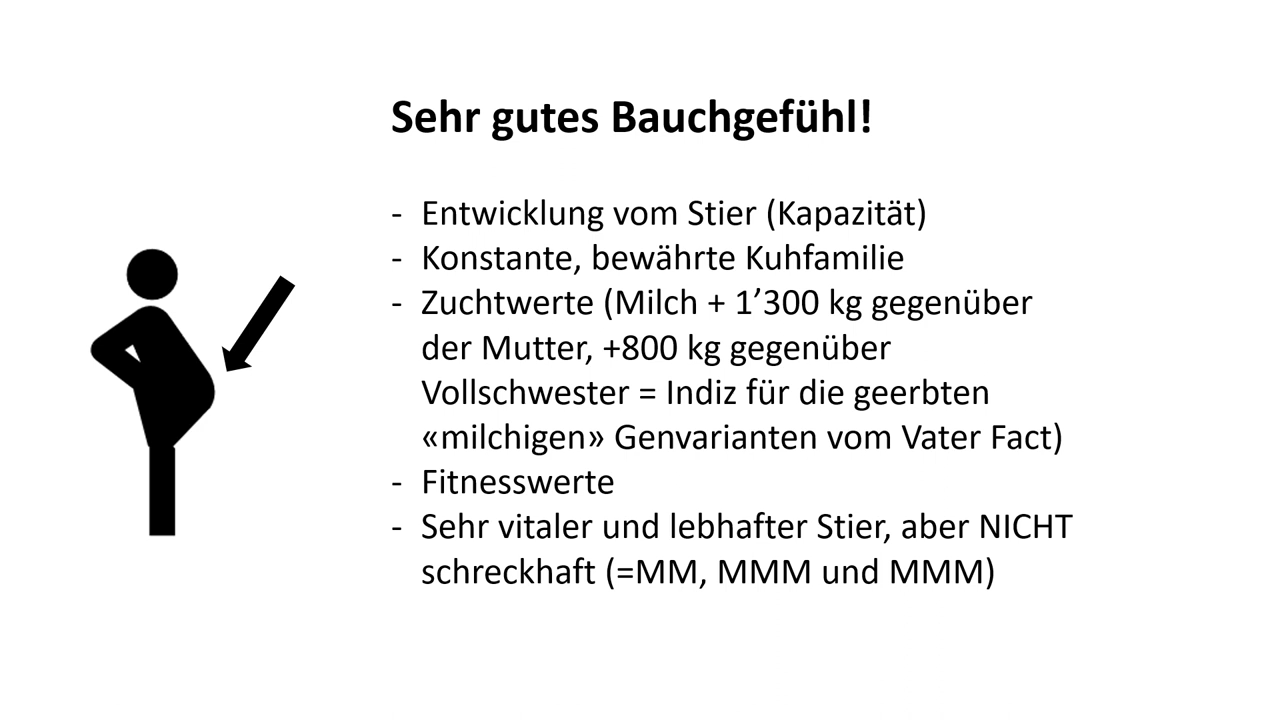 Sehr gutes Bauchgefühl!
- Entwicklung vom Stier (Kapazität)
- Konstante, bewährte Kuhfamilie
- Zuchtwerte (Milch + 1’300 kg gegenüber
der Mutter, +800 kg gegenüber
Vollschwester = Indiz für die geerbten
«milchigen» Genvarianten vom Vater Fact)
- Fitnesswerte
- Sehr vitaler und lebhafter Stier, aber NICHT
schreckhaft (=MM, MMM und MMM)